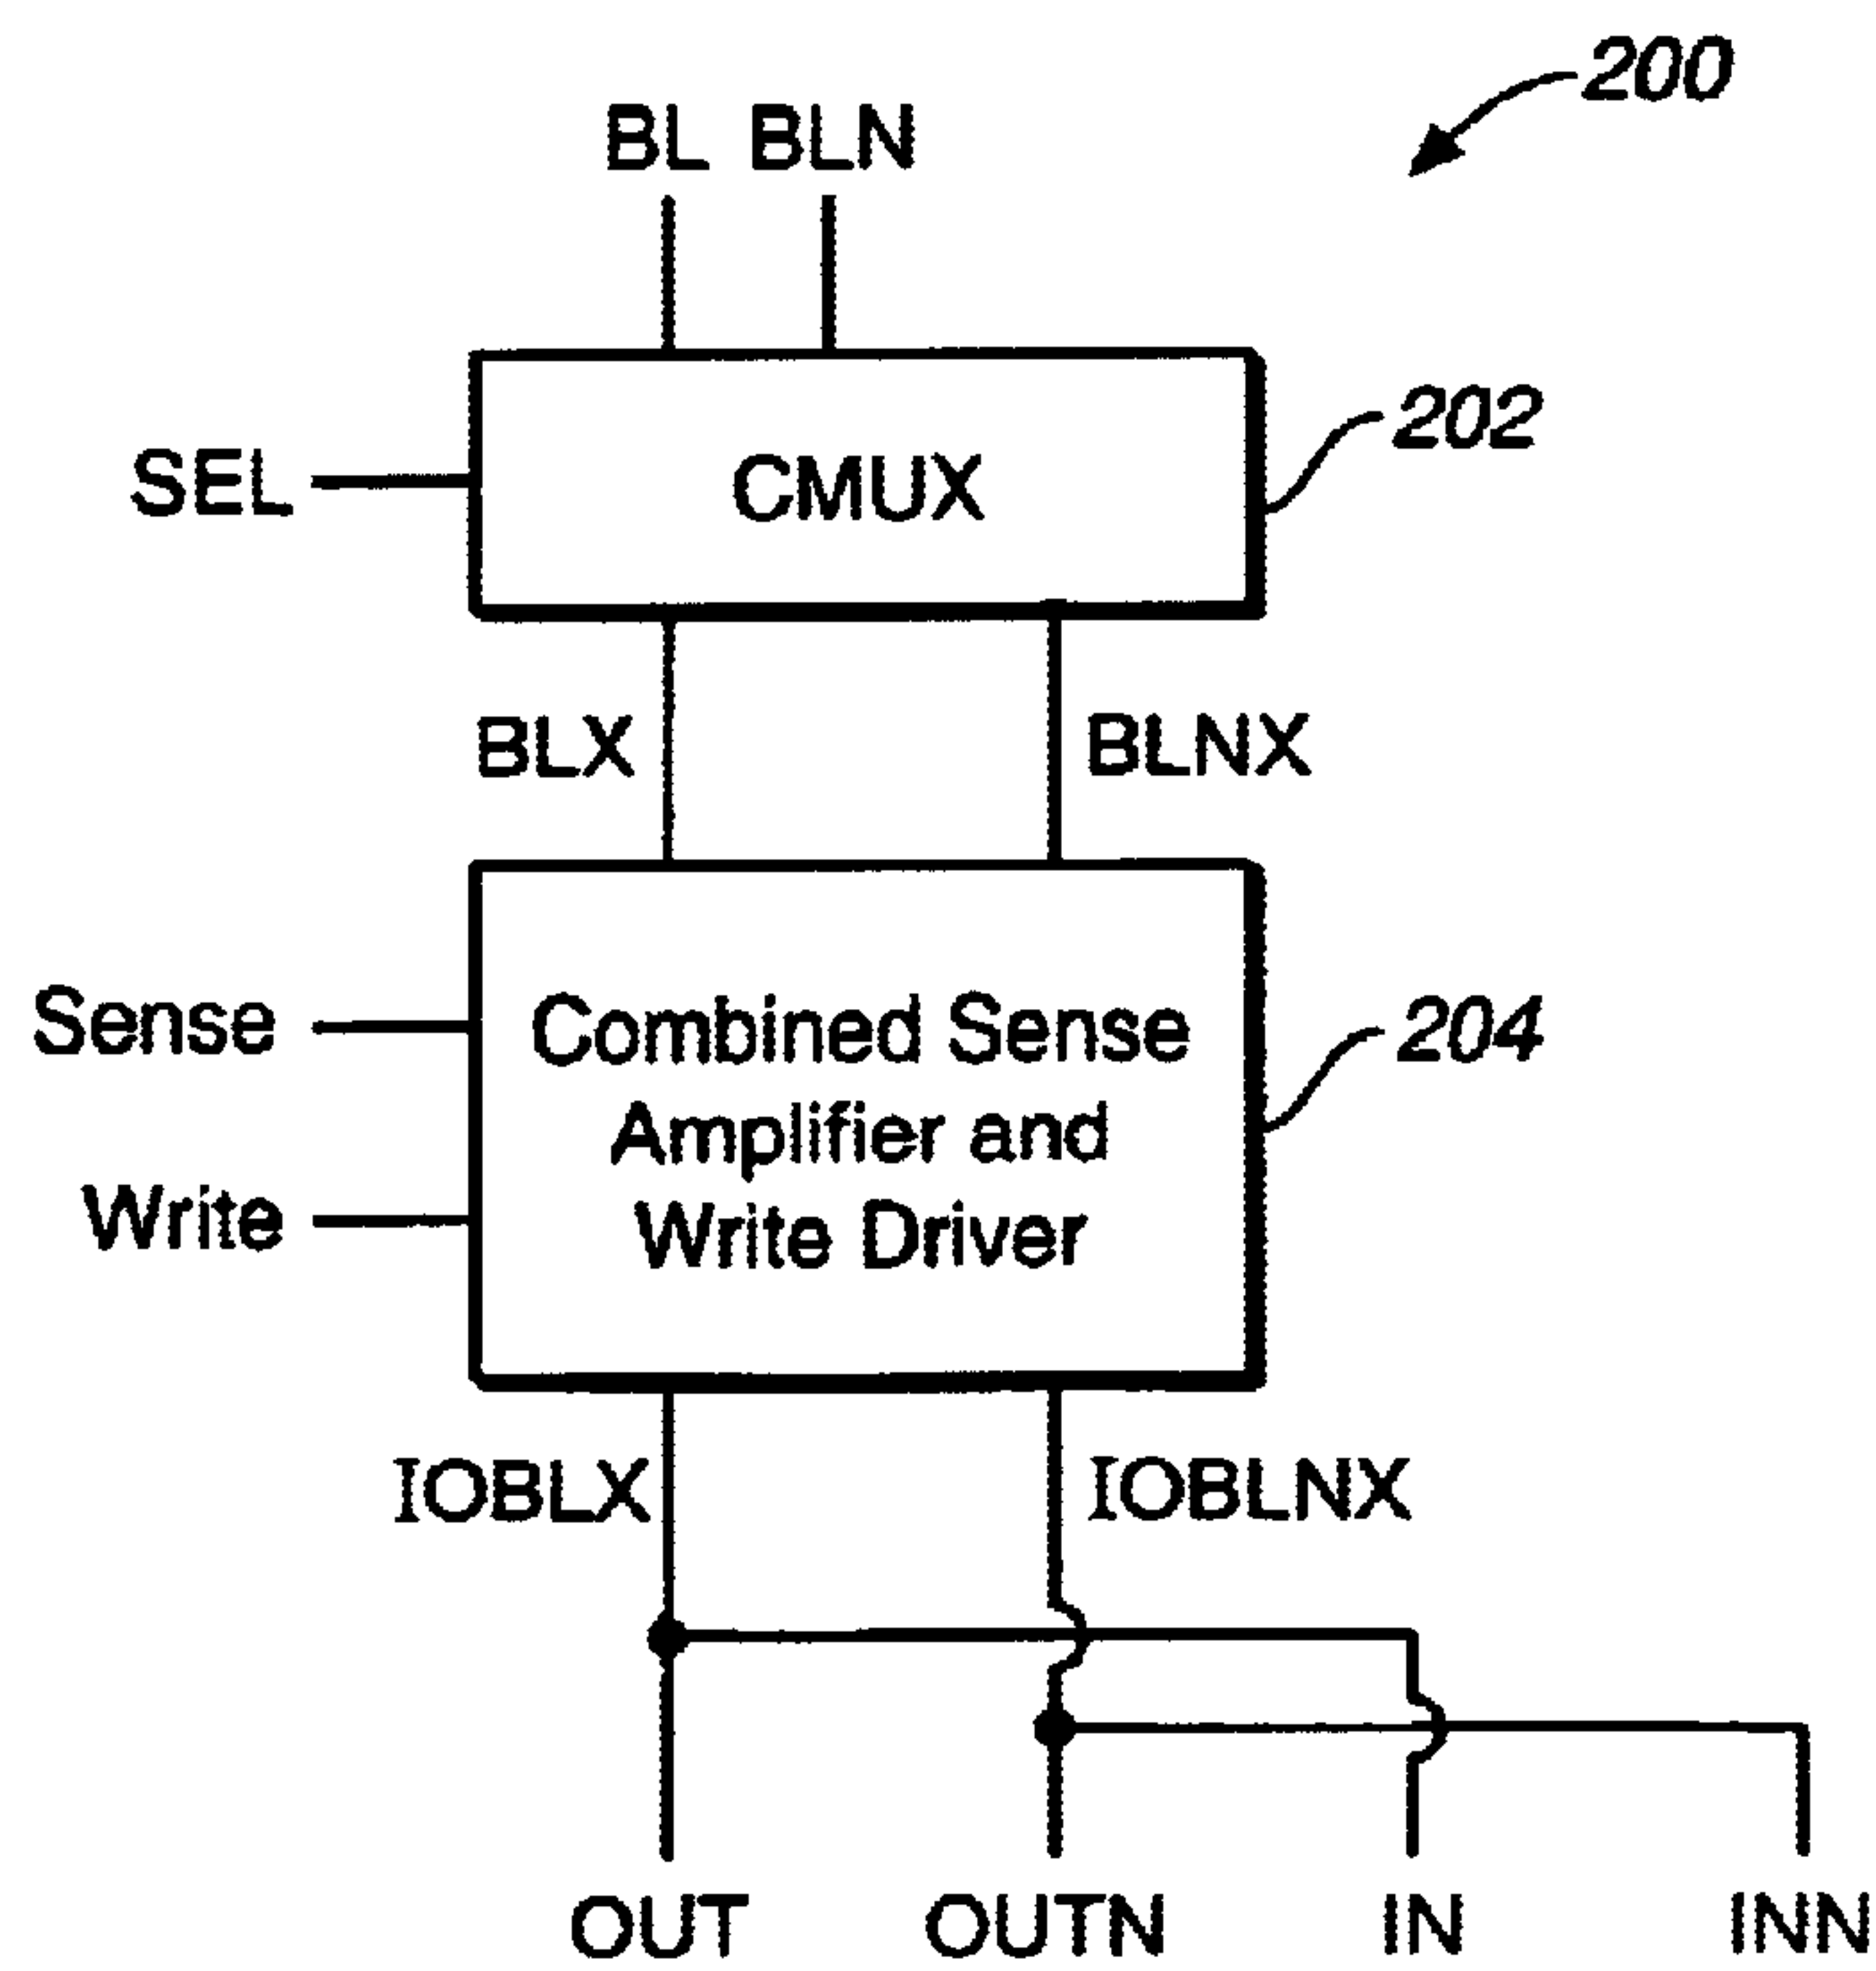 200
BL BLN
SEL
CMUX
202
BLX
BLNX
Sense
Write
Combined Sense
Amplifier and
Write Driver
204
IOBLX
IOBLNX
OUT
OUTN
IN
INN